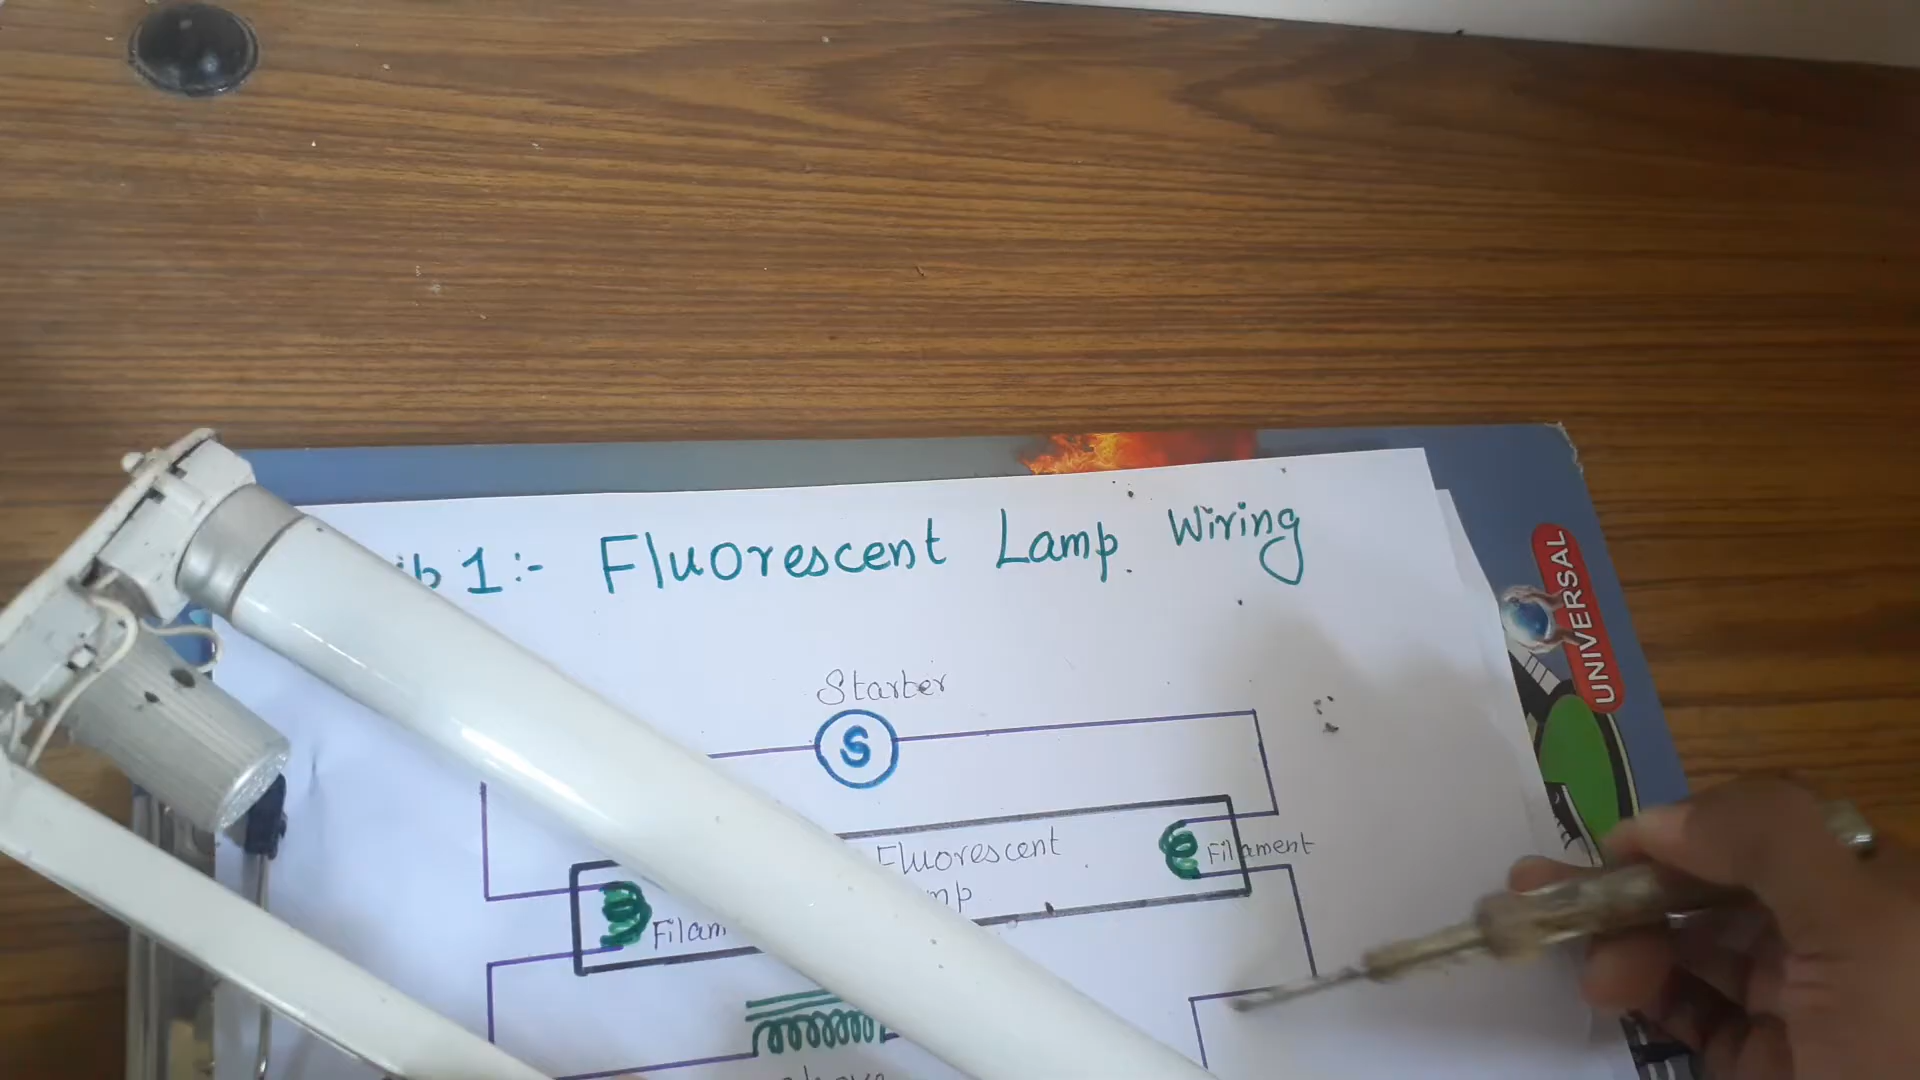 1:- Fluorescent Lamp Wiring
Starter
S
Fluorescent
Filament
UNIVERSAL